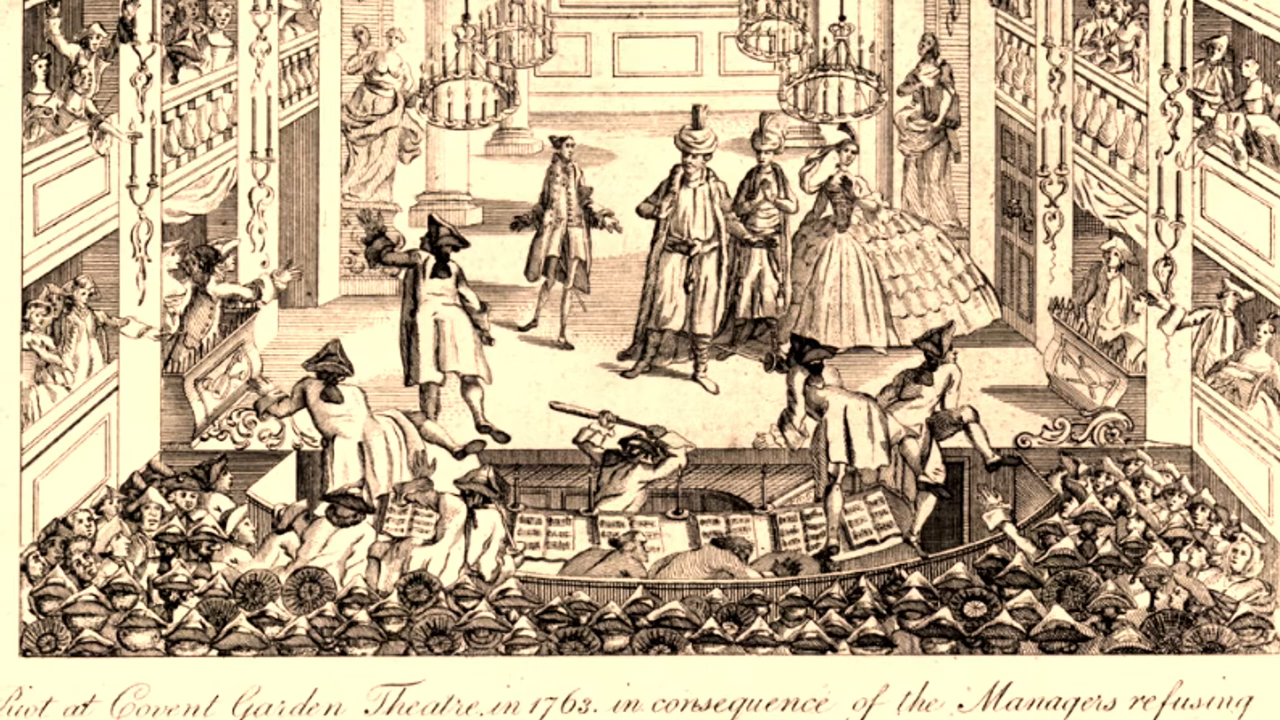 Riot at Covent Garden Theatre, in 1763. in consequence of the Managers refusing